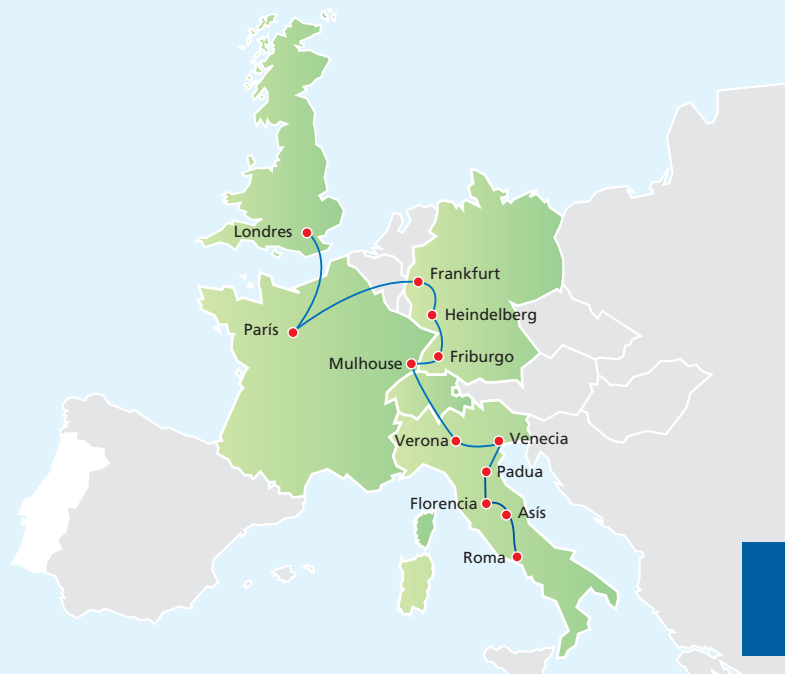 Londres
Frankfurt
Heindelberg
París
Friburgo
Mulhouse
Verona
Venecia
Padua
Florencia
Asís
Roma